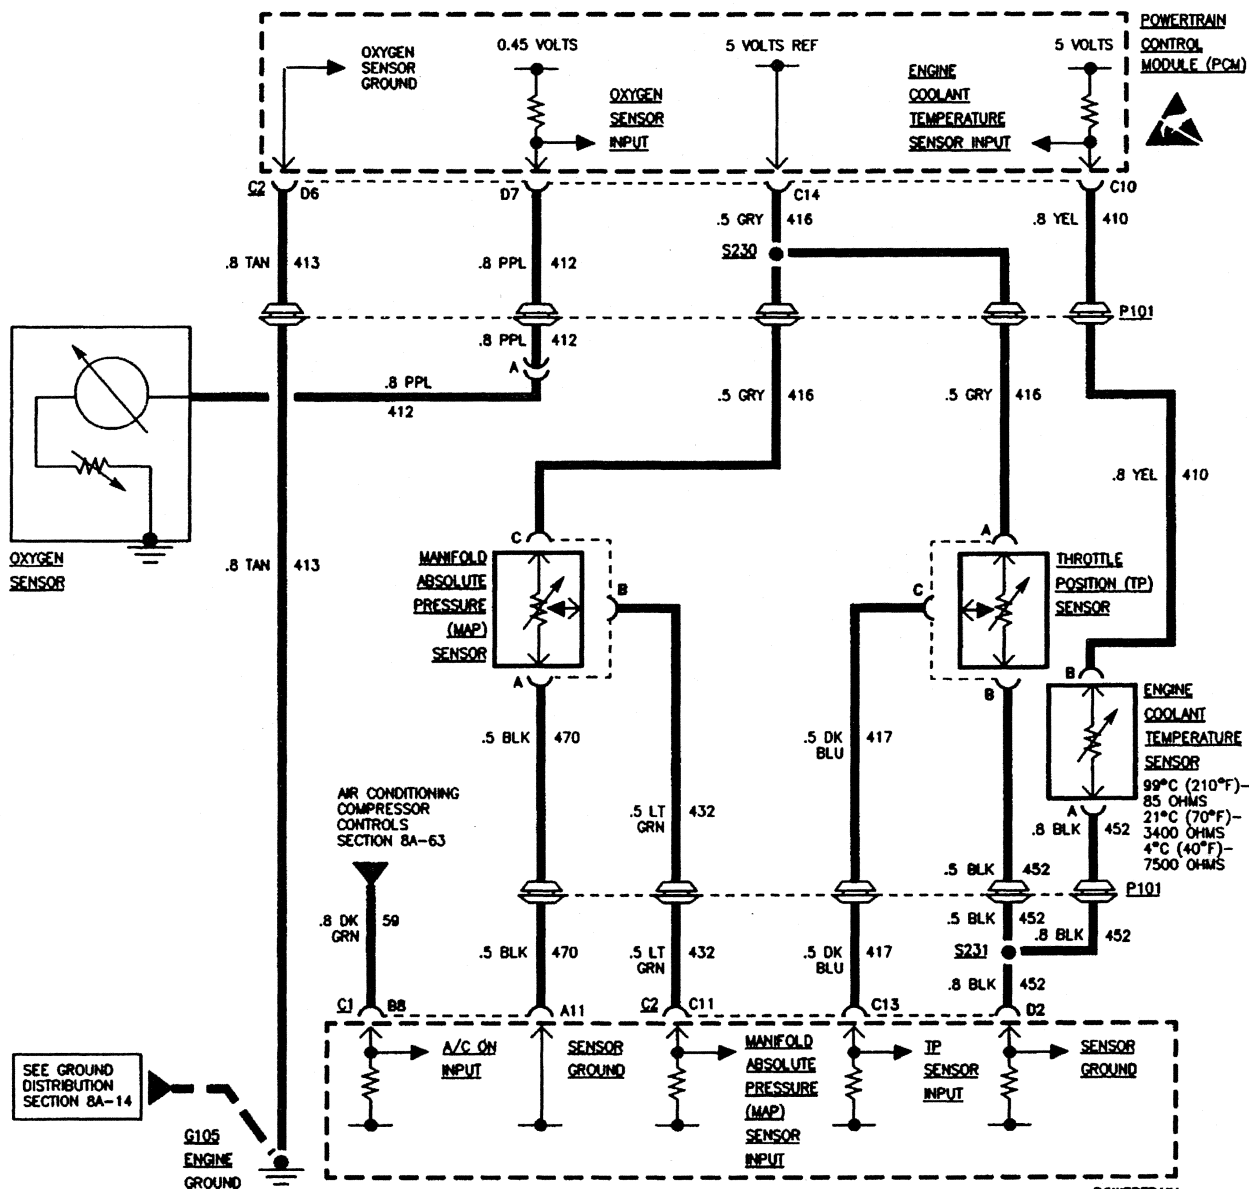 POWERTRAIN
CONTROL
MODULE (PCM)
OXYGEN
SENSOR
GROUND
0.45 VOLTS
OXYGEN
SENSOR
INPUT
5 VOLTS REF
5 VOLTS
ENGINE
COOLANT
TEMPERATURE
SENSOR INPUT
C2
D6
D7
C14
C10
.5 GRY
416
.8 YEL
410
S230
.8 TAN
413
.8 PPL
412
P101
.8 PPL
412
A
.8 PPL
412
.5 GRY
416
.5 GRY
416
.8 YEL
410
OXYGEN
SENSOR
.8 TAN
413
C
MANIFOLD
ABSOLUTE
PRESSURE
(MAP)
SENSOR
B
A
A
C
THROTTLE
POSITION (TP)
SENSOR
B
B
ENGINE
COOLANT
TEMPERATURE
SENSOR
99°C (210°F)-
85 OHMS
21°C (70°F)-
3400 OHMS
4°C (40°F)-
7500 OHMS
A
.5 BLK
470
.5 DK
BLU
417
AIR CONDITIONING
COMPRESSOR
CONTROLS
SECTION 8A-63
.5 LT
GRN
432
.8 BLK
452
.5 BLK
452
P101
.8 DK
GRN
59
.5 BLK
470
.5 LT
GRN
432
.5 DK
BLU
417
.5 BLK
452
.8 BLK
452
S231
.8 BLK
452
C1
B8
A11
C2
C11
C13
D2
A/C ON
INPUT
SENSOR
GROUND
MANIFOLD
ABSOLUTE
PRESSURE
(MAP)
SENSOR
INPUT
TP
SENSOR
INPUT
SENSOR
GROUND
SEE GROUND
DISTRIBUTION
SECTION 8A-14
G105
ENGINE
GROUND
POWERTRAIN